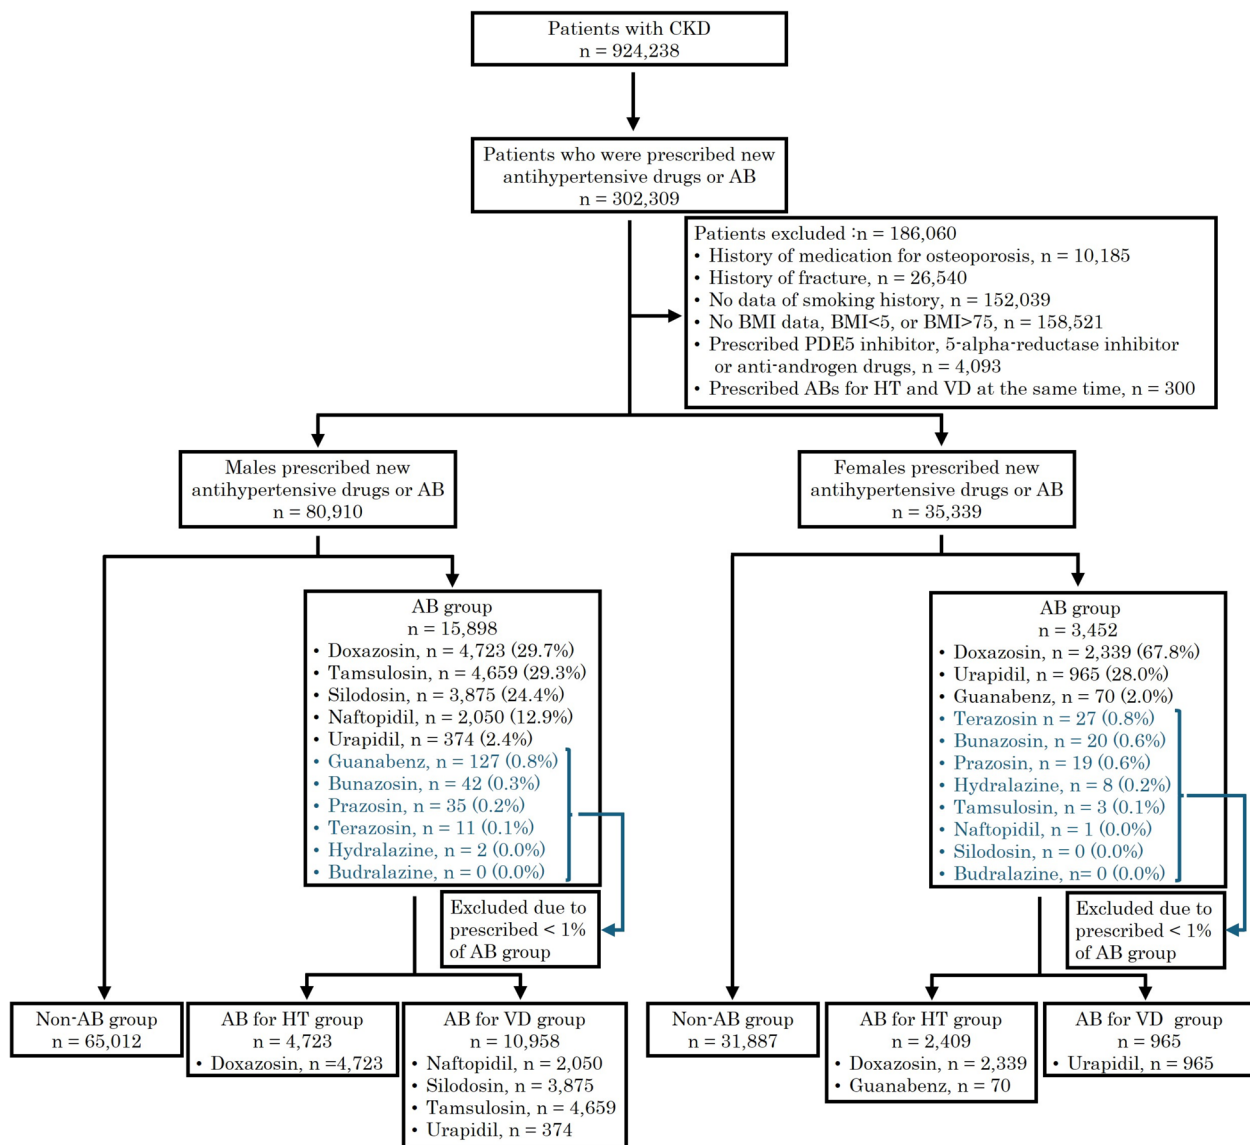 Patients with CKD
n = 924,238
Patients who were prescribed new
antihypertensive drugs or AB
n = 302,309
Patients excluded :n = 186,060
• History of medication for osteoporosis, n = 10,185
• History of fracture, n = 26,540
• No data of smoking history, n = 152,039
• No BMI data, BMI<5, or BMI>75, n = 158,521
• Prescribed PDE5 inhibitor, 5-alpha-reductase inhibitor
or anti-androgen drugs, n = 4,093
• Prescribed ABs for HT and VD at the same time, n = 300
Males prescribed new
antihypertensive drugs or AB
n = 80,910
Females prescribed new
antihypertensive drugs or AB
n = 35,339
AB group
n = 15,898
• Doxazosin, n = 4,723 (29.7%)
• Tamsulosin, n = 4,659 (29.3%)
• Silodosin, n = 3,875 (24.4%)
• Naftopidil, n = 2,050 (12.9%)
• Urapidil, n = 374 (2.4%)
• Guanabenz, n = 127 (0.8%)
• Bunazosin, n = 42 (0.3%)
• Prazosin, n = 35 (0.2%)
• Terazosin, n = 11 (0.1%)
• Hydralazine, n = 2 (0.0%)
• Budralazine, n = 0 (0.0%)
Excluded due to
prescribed < 1%
of AB group
AB group
n = 3,452
• Doxazosin, n = 2,339 (67.8%)
• Urapidil, n = 965 (28.0%)
• Guanabenz, n = 70 (2.0%)
• Terazosin n = 27 (0.8%)
• Bunazosin, n = 20 (0.6%)
• Prazosin, n = 19 (0.6%)
• Hydralazine, n = 8 (0.2%)
• Tamsulosin, n = 3 (0.1%)
• Naftopidil, n = 1 (0.0%)
• Silodosin, n = 0 (0.0%)
• Budralazine, n= 0 (0.0%)
Excluded due to
prescribed < 1%
of AB group
Non-AB group
n = 65,012
AB for HT group
n = 4,723
• Doxazosin, n =4,723
AB for VD group
n = 10,958
• Naftopidil, n = 2,050
• Silodosin, n = 3,875
• Tamsulosin, n = 4,659
• Urapidil, n = 374
Non-AB group
n = 31,887
AB for HT group
n = 2,409
• Doxazosin, n = 2,339
• Guanabenz, n = 70
AB for VD group
n = 965
• Urapidil, n = 965